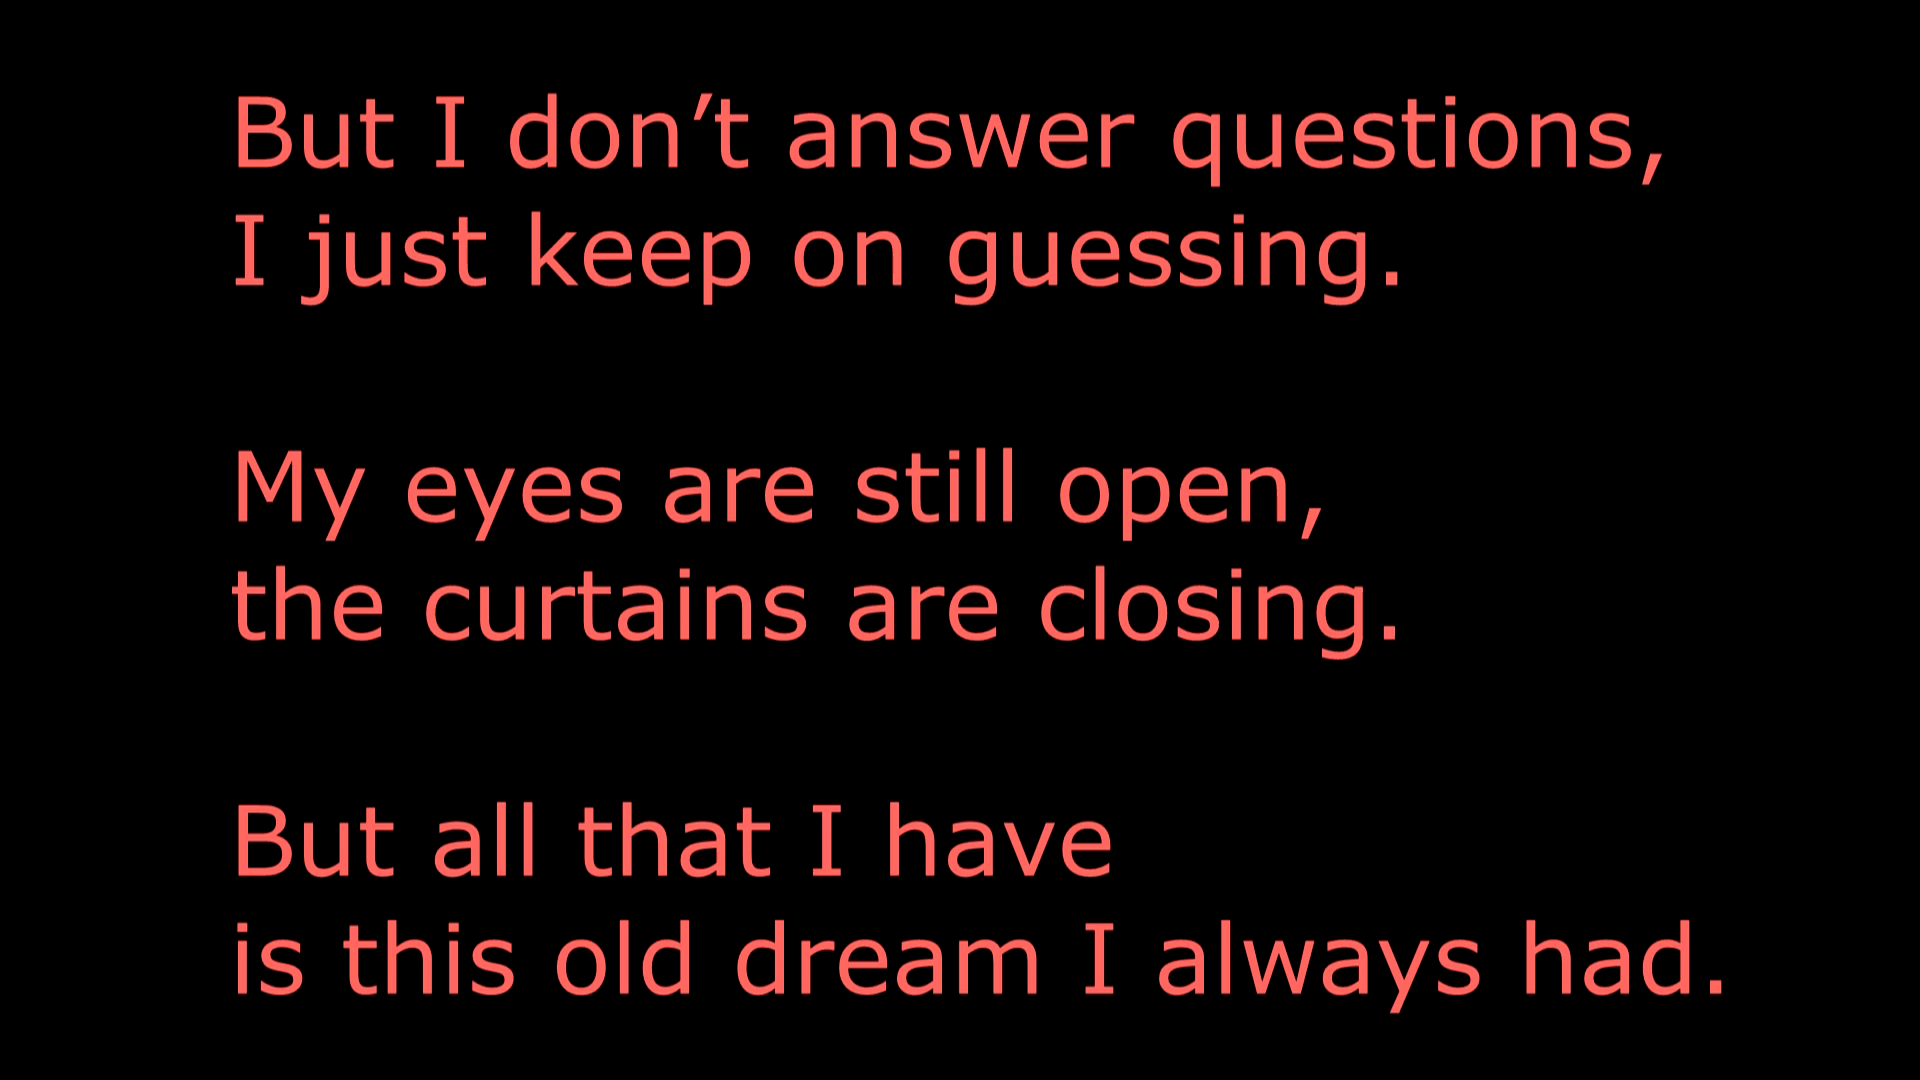 But I don’t answer questions,
I just keep on guessing.
My eyes are still open,
the curtains are closing.
But all that I have
is this old dream I always had.